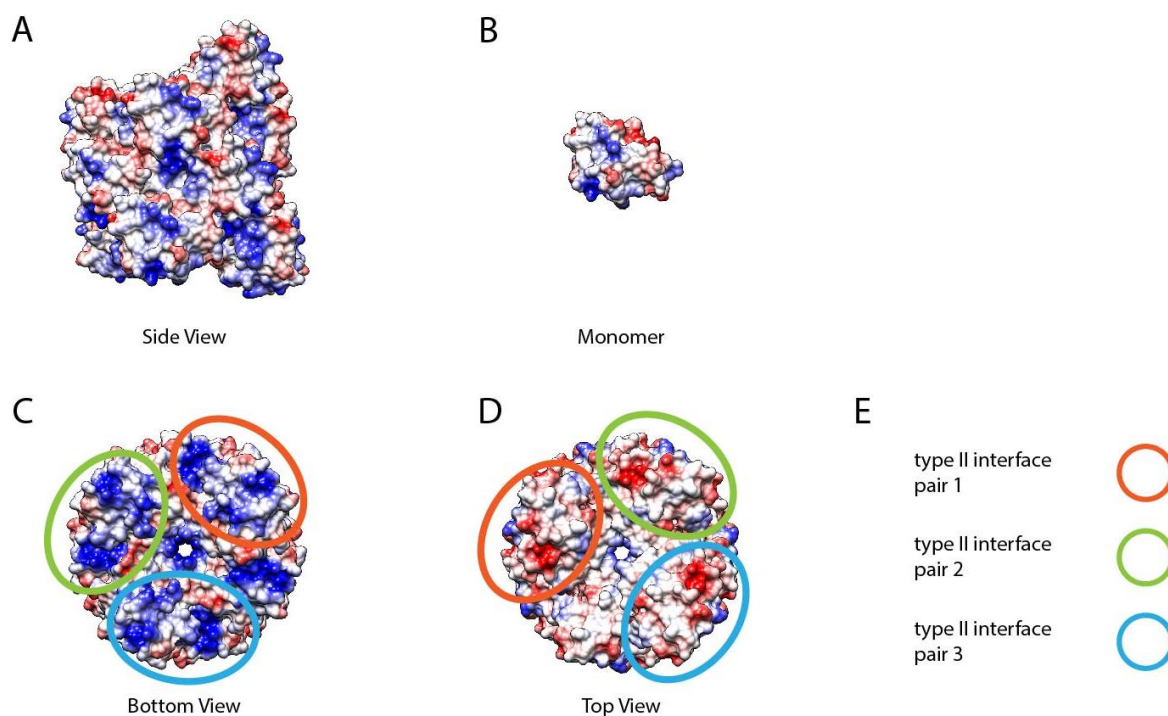 A
B
Side View
Monomer
C
D
E
type II interface
pair 1
type II interface
pair 2
type II interface
pair 3
Bottom View
Top View